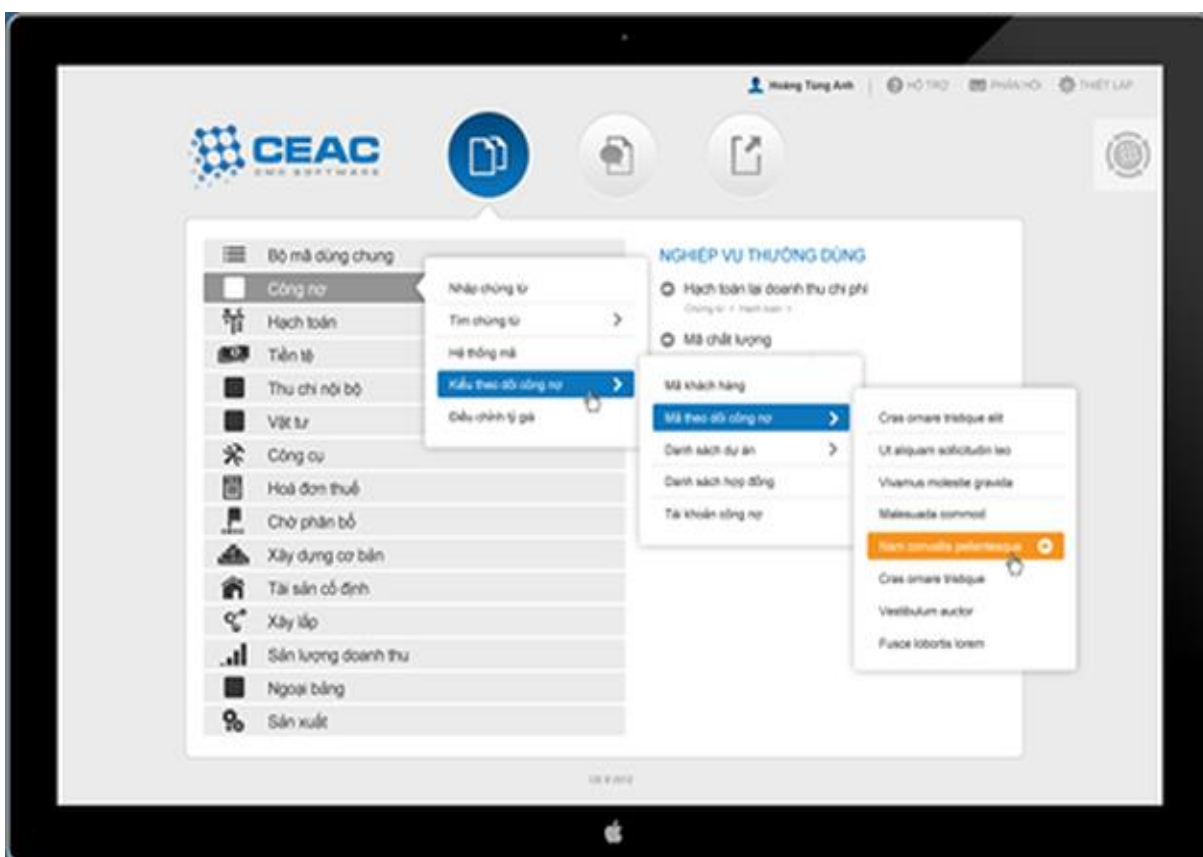 Hoàng Tùng Anh
HỖ TRỢ
PHẢN HỒI
THIẾT LẬP
CEAC
CMC SOFTWARE
Bộ mã dùng chung
Công nợ
Hạch toán
Tiền tệ
Thu chi nội bộ
Vật tư
Công cụ
Hoá đơn thuế
Chờ phân bổ
Xây dựng cơ bản
Tài sản cố định
Xây lắp
Sản lượng doanh thu
Ngoại bảng
Sản xuất
Nhập chứng từ
Tìm chứng từ
Hệ thống mã
Kiểu theo dõi công nợ
Điều chỉnh tỷ giá
NGHIỆP VỤ THƯỜNG DÙNG
Hạch toán lại doanh thu chi phí
Chứng từ > Hạch toán >
Mã chất lượng
Mã khách hàng
Mã theo dõi công nợ
Danh sách dự án
Danh sách hợp đồng
Tài khoản công nợ
Cras ornare tristique elit
Ut aliquam sollicitudin leo
Vivamus molestie gravida
Malesuada commod
Nam convallis pellentesque
Cras ornare tristique
Vestibulum auctor
Fusce lobortis lorem